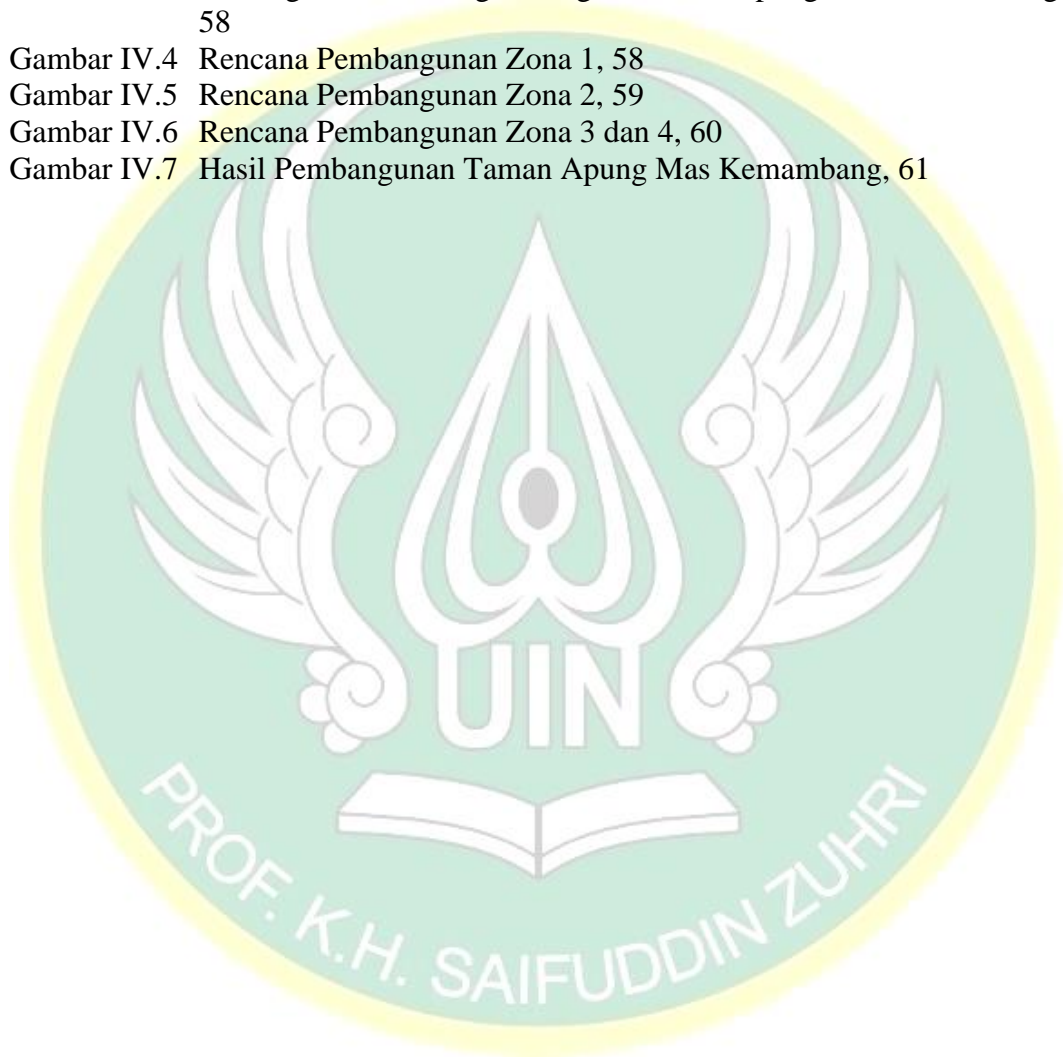 58
Gambar IV.4 Rencana Pembangunan Zona 1, 58
Gambar IV.5 Rencana Pembangunan Zona 2, 59
Gambar IV.6 Rencana Pembangunan Zona 3 dan 4, 60
Gambar IV.7 Hasil Pembangunan Taman Apung Mas Kemambang, 61
UIN
PROF. K.H. SAIFUDDIN ZUHRI